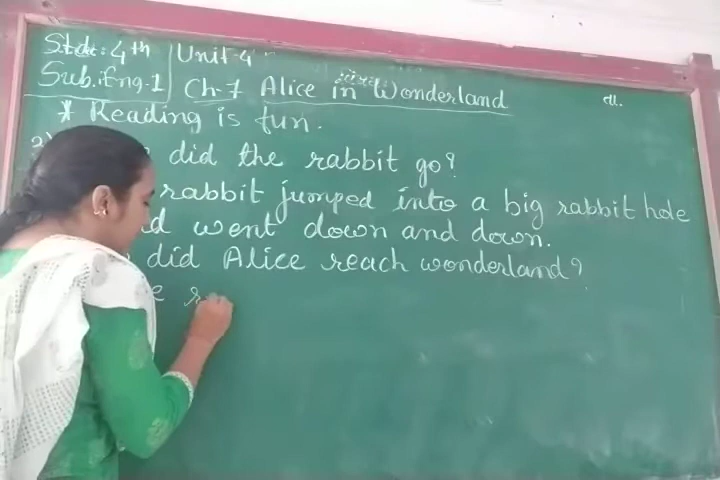 Std: 4th Unit-4
Sub: Eng.1 Ch-7 Alice in Wonderland
* Reading is fun.
2) did the rabbit go?
rabbit jumped into a big rabbit hole
went down and down.
did Alice reach wonderland?